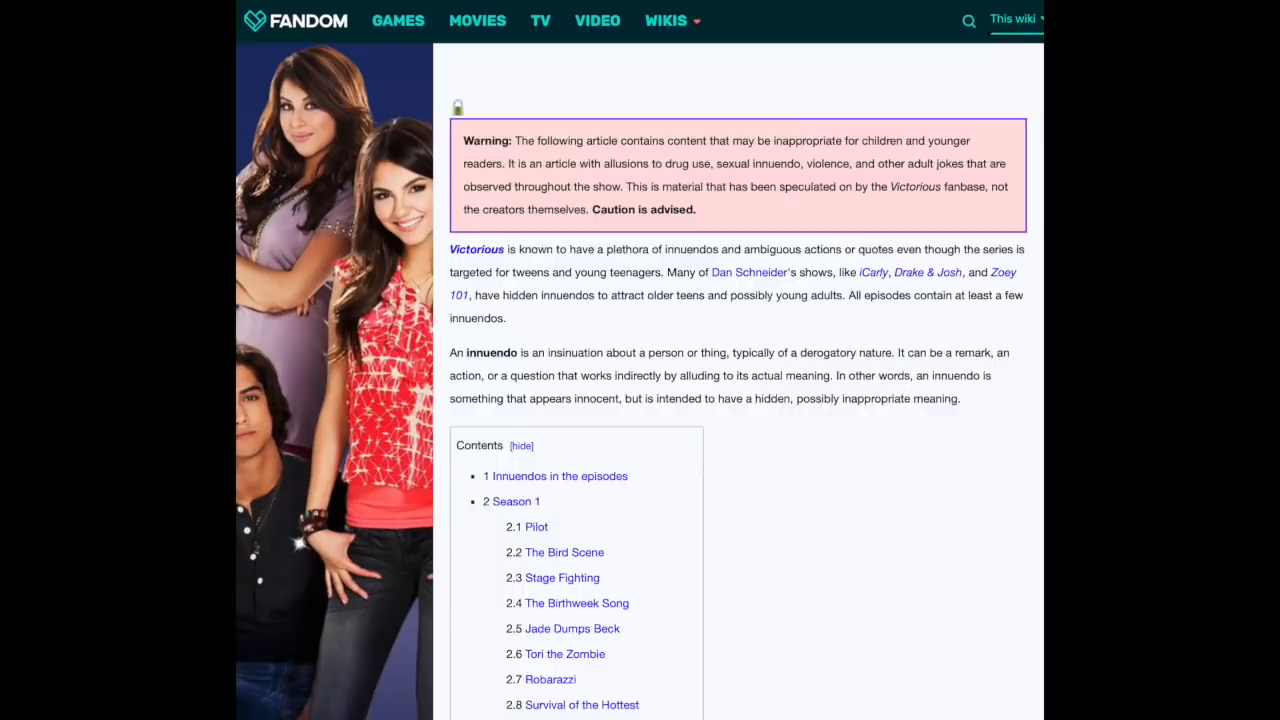 FANDOM GAMES MOVIES TV VIDEO WIKIS This wiki
Warning: The following article contains content that may be inappropriate for children and younger
readers. It is an article with allusions to drug use, sexual innuendo, violence, and other adult jokes that are
observed throughout the show. This is material that has been speculated on by the Victorious fanbase, not
the creators themselves. Caution is advised.
Victorious is known to have a plethora of innuendos and ambiguous actions or quotes even though the series is
targeted for tweens and young teenagers. Many of Dan Schneider's shows, like iCarly, Drake & Josh, and Zoey
101, have hidden innuendos to attract older teens and possibly young adults. All episodes contain at least a few
innuendos.
An innuendo is an insinuation about a person or thing, typically of a derogatory nature. It can be a remark, an
action, or a question that works indirectly by alluding to its actual meaning. In other words, an innuendo is
something that appears innocent, but is intended to have a hidden, possibly inappropriate meaning.
Contents [hide]
1 Innuendos in the episodes
2 Season 1
2.1 Pilot
2.2 The Bird Scene
2.3 Stage Fighting
2.4 The Birthweek Song
2.5 Jade Dumps Beck
2.6 Tori the Zombie
2.7 Robarazzi
2.8 Survival of the Hottest